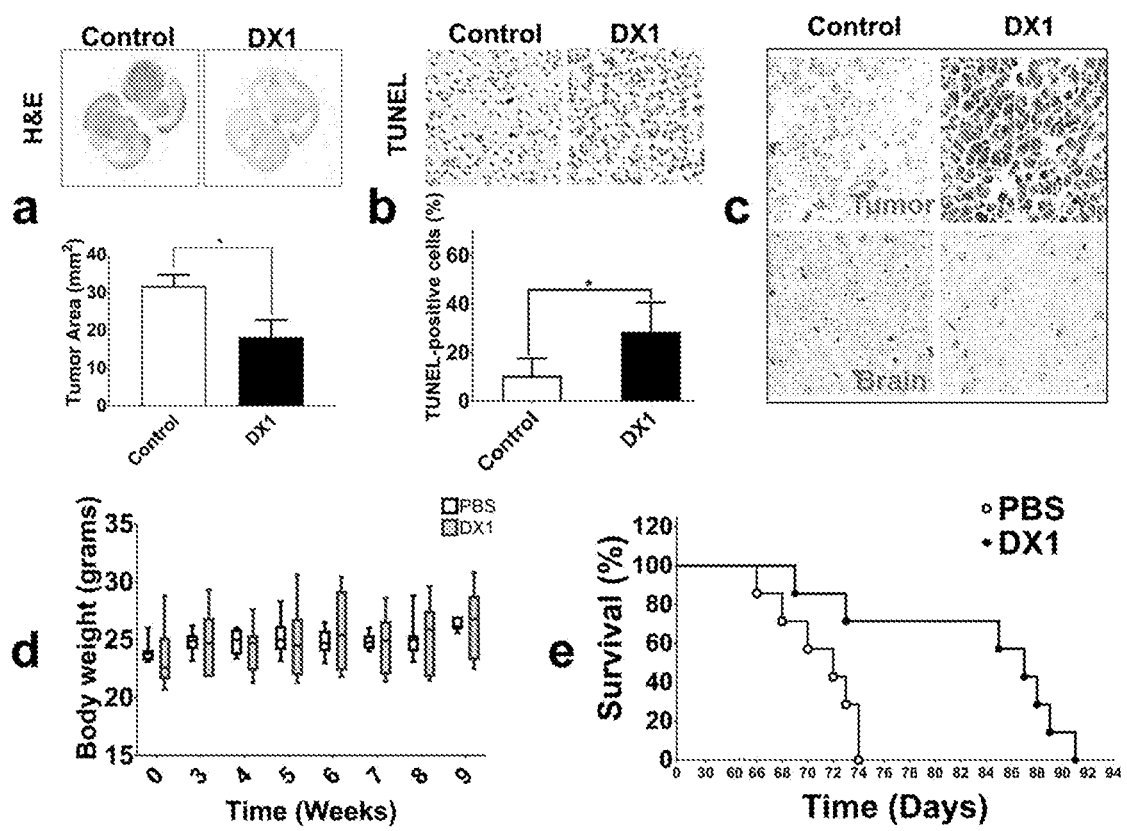 Control DX1
H&E
a
Tumor Area (mm²)
40
30
20
10
0
Control
DX1
Control DX1
TUNEL
b
TUNEL-positive cells (%)
60
40
20
0
*
Control
DX1
Control DX1
c
Tumor
Brain
d
Body weight (grams)
35
30
25
20
15
PBS
DX1
0 3 4 5 6 7 8 9
Time (Weeks)
e
Survival (%)
120
100
80
60
40
20
0
PBS
DX1
0 30 60 66 68 70 72 74 76 78 80 82 84 86 88 90 92 94
Time (Days)